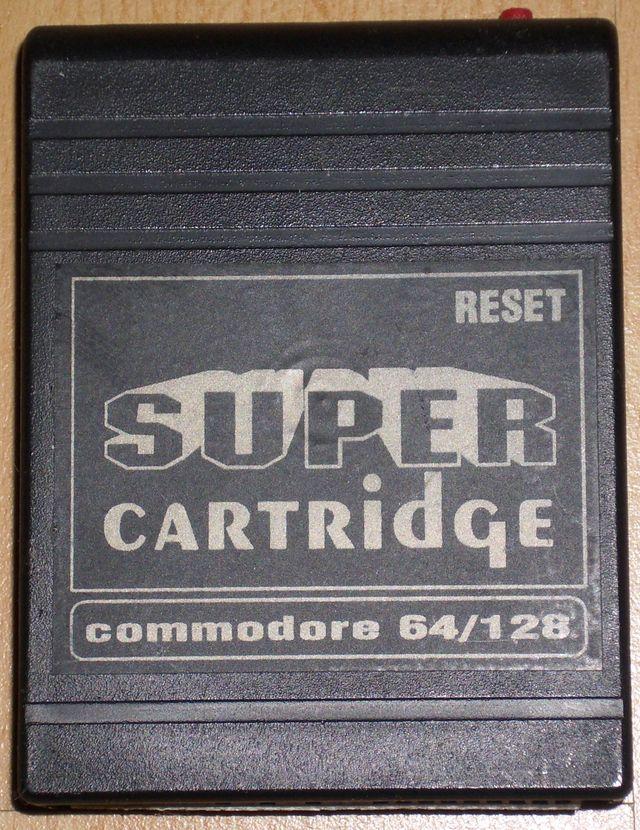 RESET
SUPER
CARTRidgE
commodore 64/128